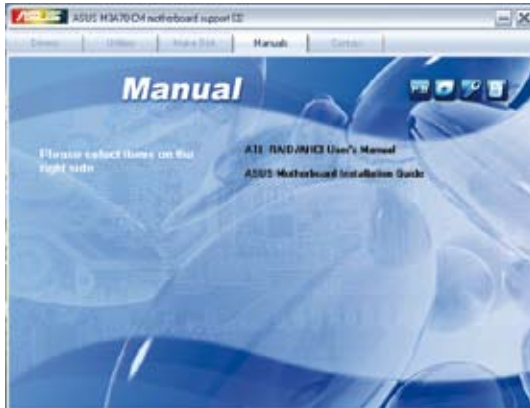 ASUS M3A78-CM motherboard support CD
Drivers Utilities Make Disk Manuals Contact
Manual
Please select items on the
right side
ATI RAID/AHCI User's Manual
ASUS Motherboard Installation Guide